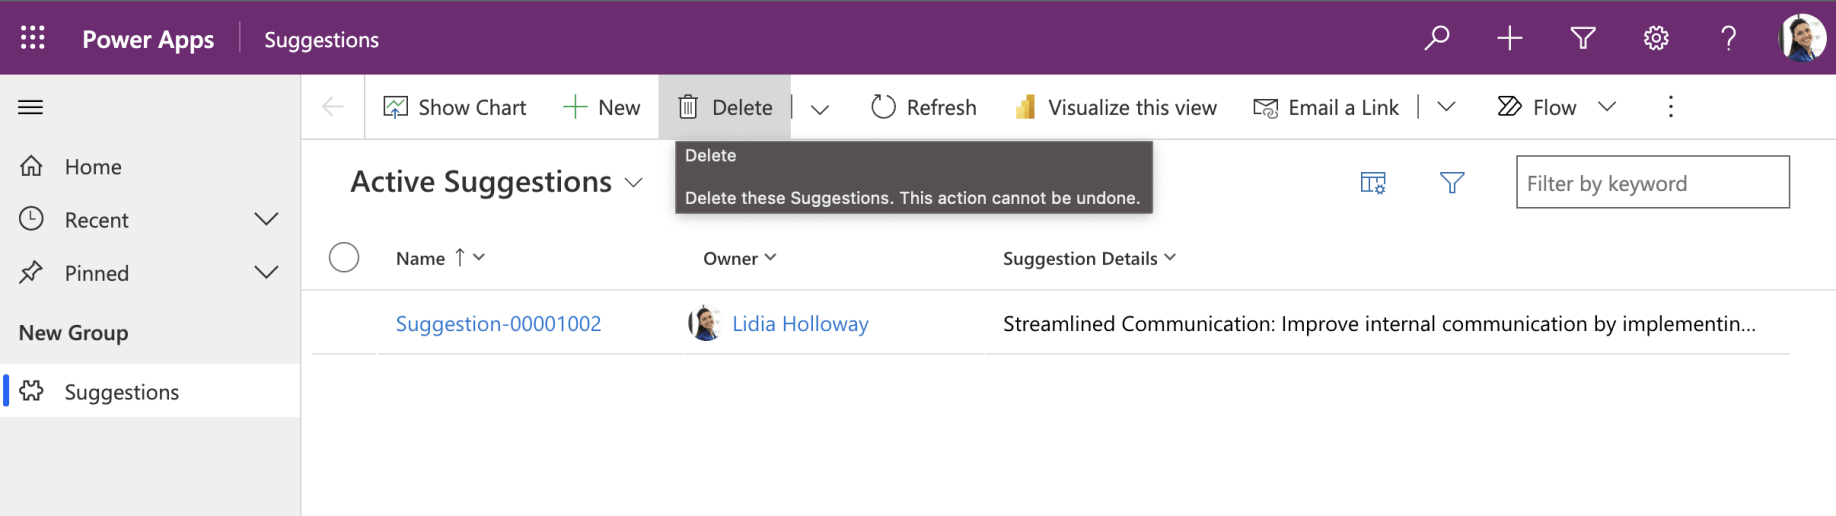 Power Apps
Suggestions
Show Chart
New
Delete
Refresh
Visualize this view
Email a Link
Flow
Home
Recent
Pinned
New Group
Suggestions
Active Suggestions
Delete
Delete these Suggestions. This action cannot be undone.
Filter by keyword
Name
Owner
Suggestion Details
Suggestion-00001002
Lidia Holloway
Streamlined Communication: Improve internal communication by implementin...